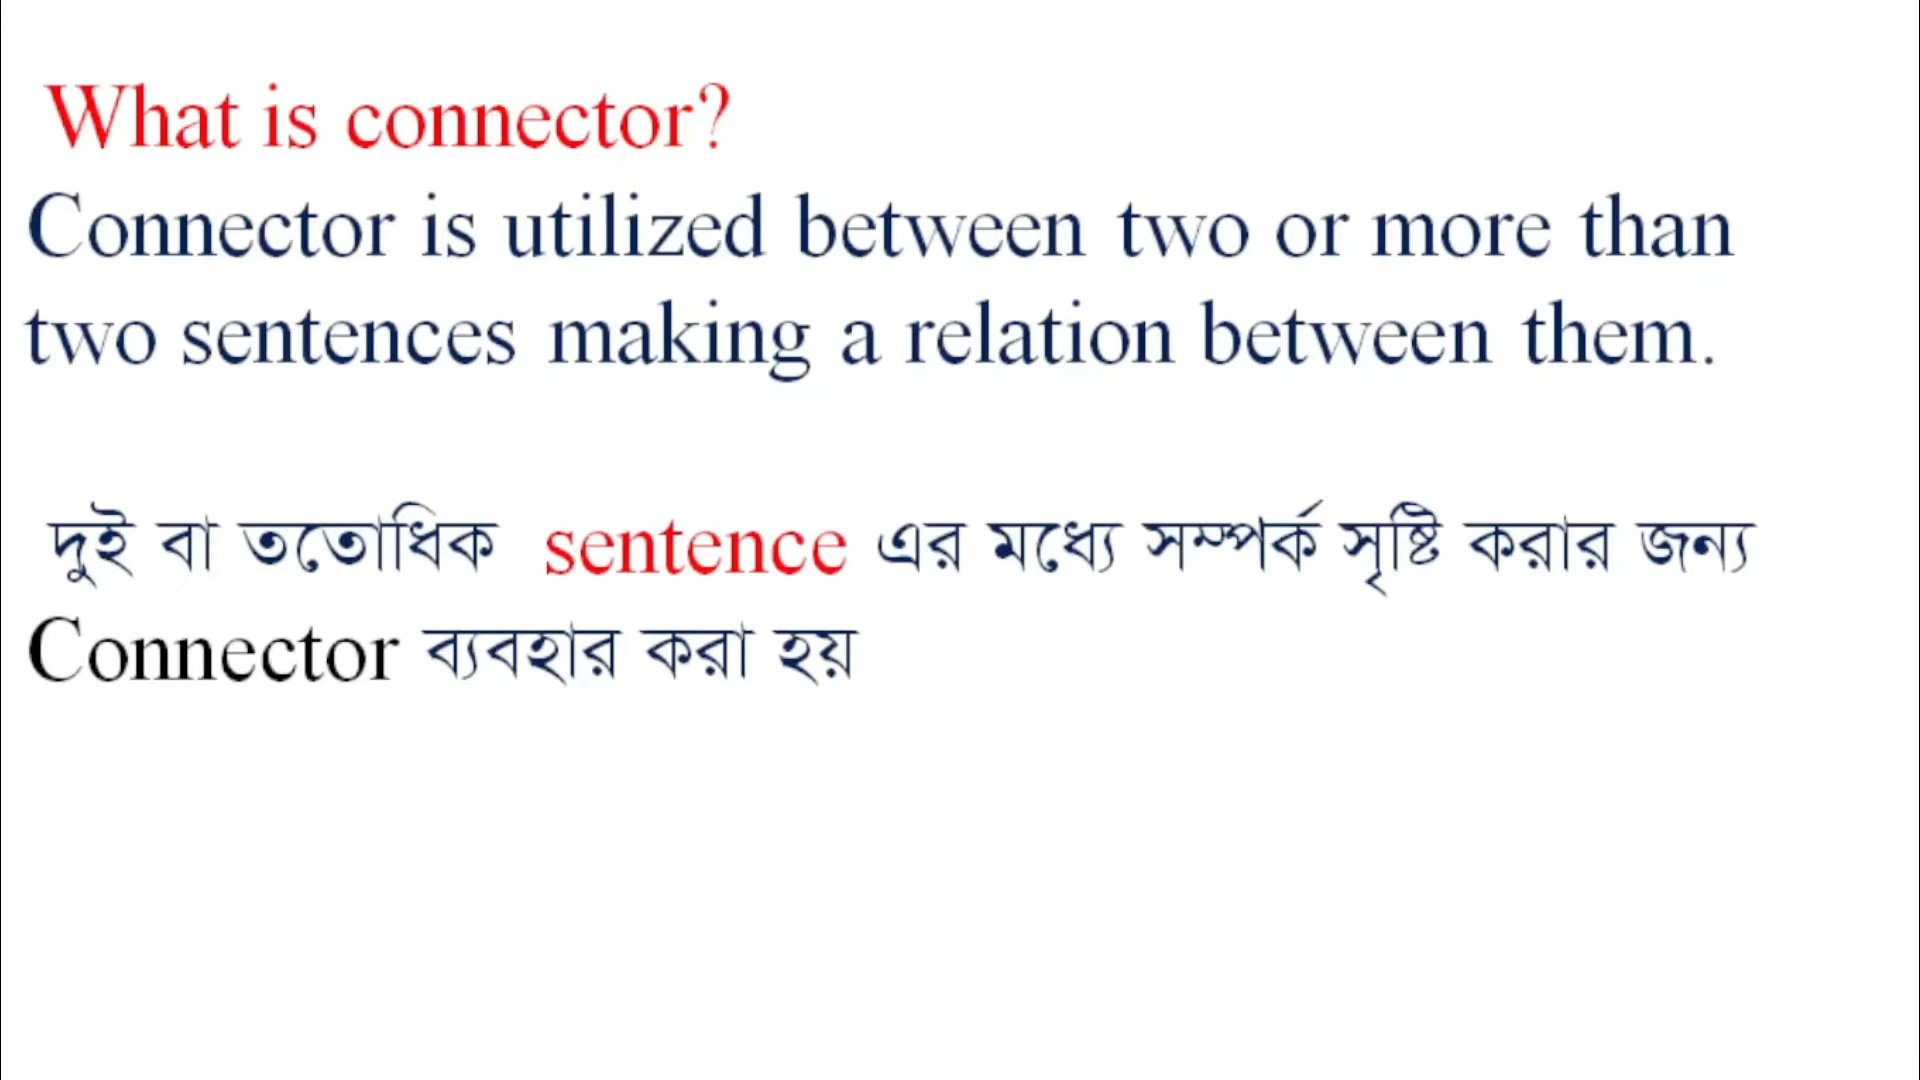 What is connector?
Connector is utilized between two or more than
two sentences making a relation between them.
দুই বা ততোধিক sentence এর মধ্যে সম্পর্ক সৃষ্টি করার জন্য
Connector ব্যবহার করা হয়